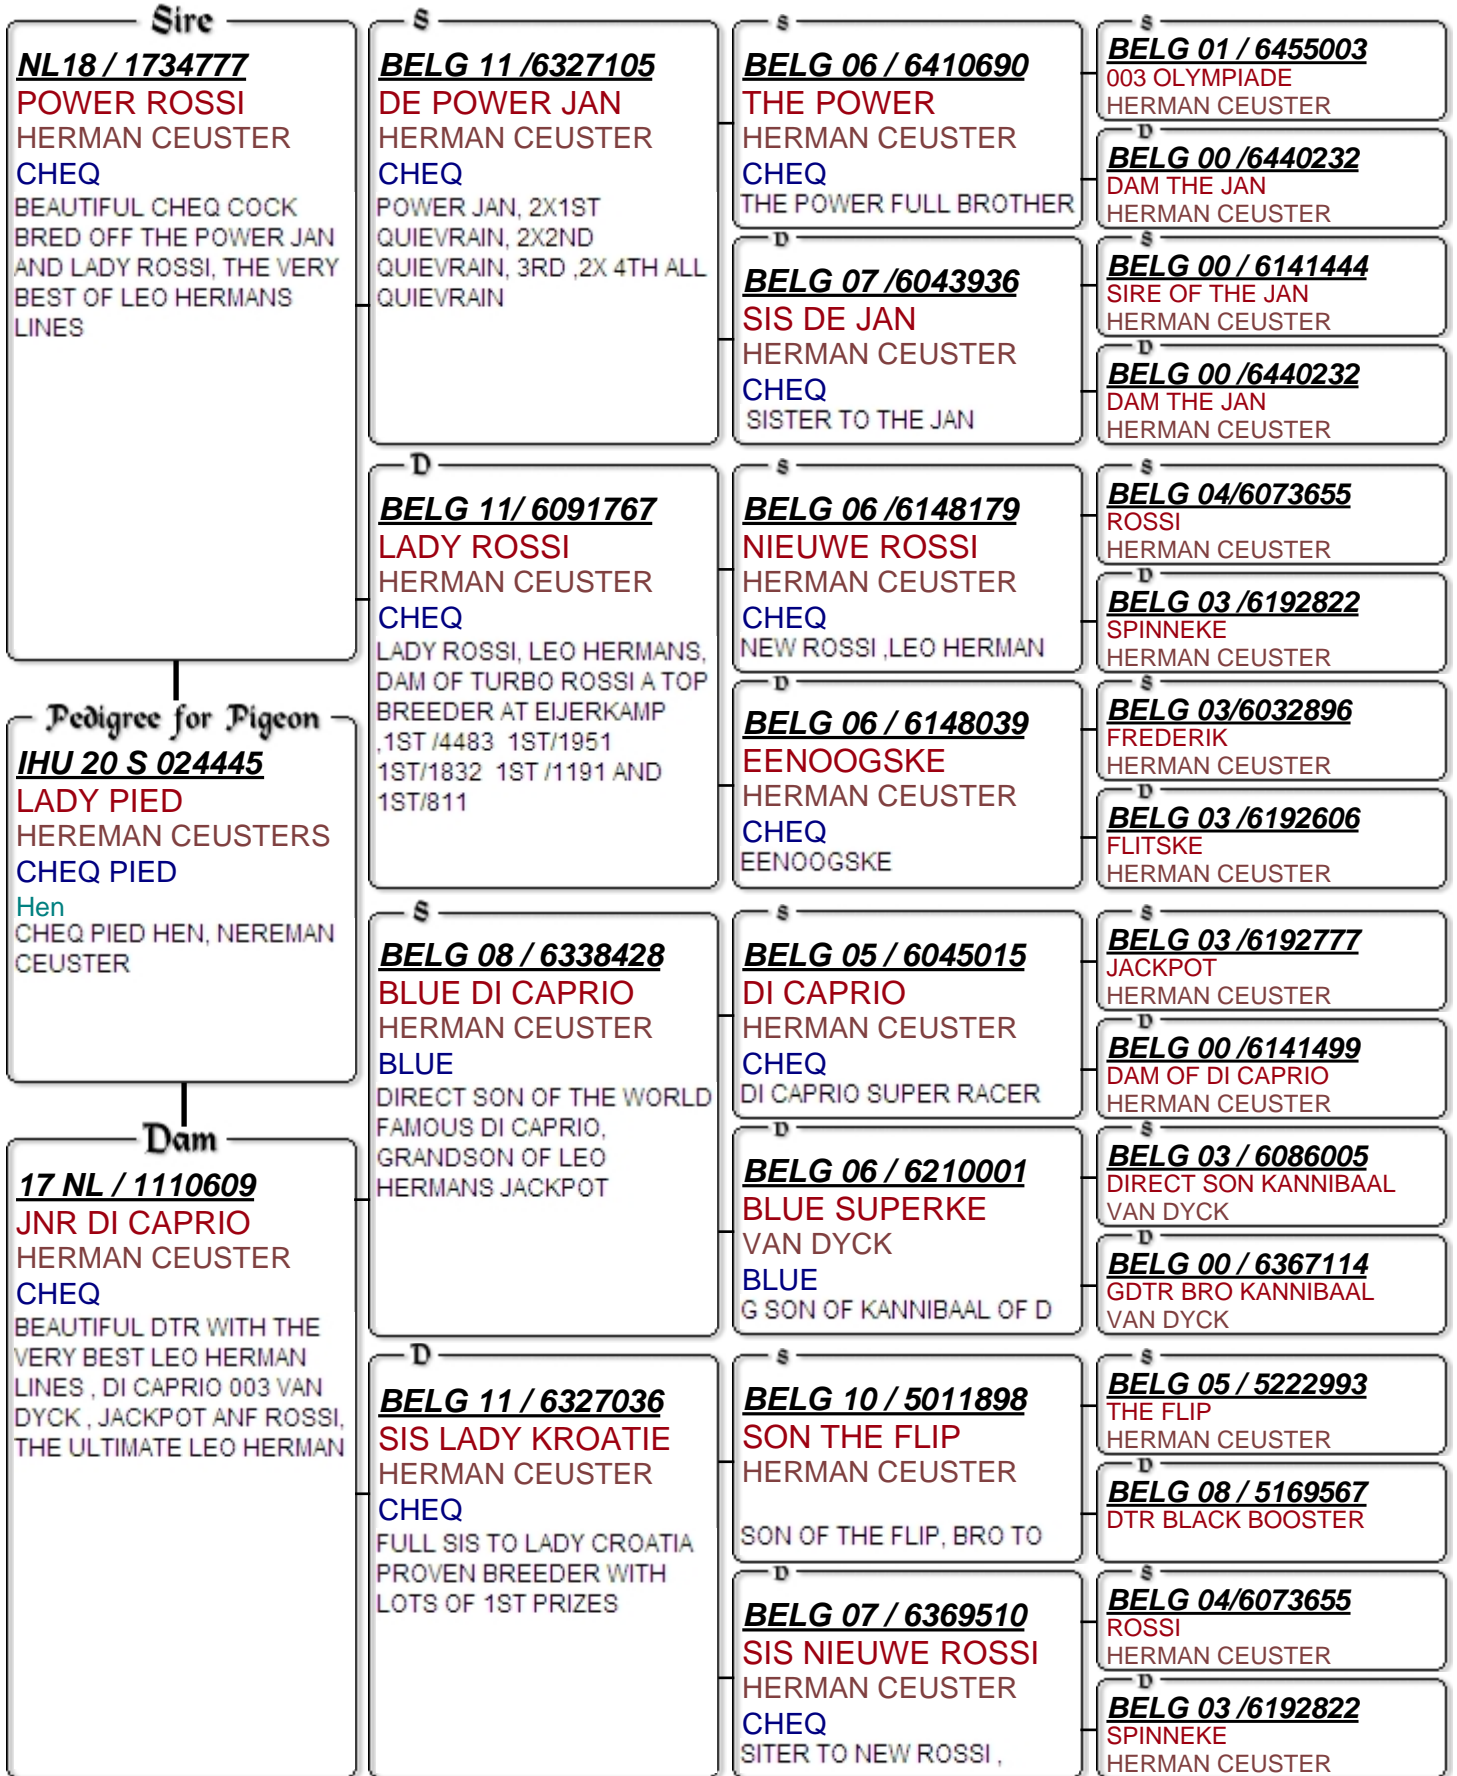 Sire
NL18 / 1734777
POWER ROSSI
HERMAN CEUSTER
CHEQ
BEAUTIFUL CHEQ COCK
BRED OFF THE POWER JAN
AND LADY ROSSI, THE VERY
BEST OF LEO HERMANS
LINES
Pedigree for Pigeon
IHU 20 S 024445
LADY PIED
HEREMAN CEUSTERS
CHEQ PIED
Hen
CHEQ PIED HEN, NEREMAN
CEUSTER
Dam
17 NL / 1110609
JNR DI CAPRIO
HERMAN CEUSTER
CHEQ
BEAUTIFUL DTR WITH THE
VERY BEST LEO HERMAN
LINES , DI CAPRIO 003 VAN
DYCK , JACKPOT ANF ROSSI,
THE ULTIMATE LEO HERMAN
S
BELG 11 /6327105
DE POWER JAN
HERMAN CEUSTER
CHEQ
POWER JAN, 2X1ST
QUIEVRAIN, 2X2ND
QUIEVRAIN, 3RD ,2X 4TH ALL
QUIEVRAIN
D
BELG 11/ 6091767
LADY ROSSI
HERMAN CEUSTER
CHEQ
LADY ROSSI, LEO HERMANS,
DAM OF TURBO ROSSI A TOP
BREEDER AT EIJERKAMP
,1ST /4483 1ST/1951
1ST/1832 1ST /1191 AND
1ST/811
S
BELG 08 / 6338428
BLUE DI CAPRIO
HERMAN CEUSTER
BLUE
DIRECT SON OF THE WORLD
FAMOUS DI CAPRIO,
GRANDSON OF LEO
HERMANS JACKPOT
D
BELG 11 / 6327036
SIS LADY KROATIE
HERMAN CEUSTER
CHEQ
FULL SIS TO LADY CROATIA
PROVEN BREEDER WITH
LOTS OF 1ST PRIZES
S
BELG 06 / 6410690
THE POWER
HERMAN CEUSTER
CHEQ
THE POWER FULL BROTHER
D
BELG 07 /6043936
SIS DE JAN
HERMAN CEUSTER
CHEQ
SISTER TO THE JAN
S
BELG 06 /6148179
NIEUWE ROSSI
HERMAN CEUSTER
CHEQ
NEW ROSSI ,LEO HERMAN
D
BELG 06 / 6148039
EENOOGSKE
HERMAN CEUSTER
CHEQ
EENOOGSKE
S
BELG 05 / 6045015
DI CAPRIO
HERMAN CEUSTER
CHEQ
DI CAPRIO SUPER RACER
D
BELG 06 / 6210001
BLUE SUPERKE
VAN DYCK
BLUE
G SON OF KANNIBAAL OF D
S
BELG 10 / 5011898
SON THE FLIP
HERMAN CEUSTER
SON OF THE FLIP, BRO TO
D
BELG 07 / 6369510
SIS NIEUWE ROSSI
HERMAN CEUSTER
CHEQ
SITER TO NEW ROSSI ,
S
BELG 01 / 6455003
003 OLYMPIADE
HERMAN CEUSTER
D
BELG 00 /6440232
DAM THE JAN
HERMAN CEUSTER
S
BELG 00 / 6141444
SIRE OF THE JAN
HERMAN CEUSTER
D
BELG 00 /6440232
DAM THE JAN
HERMAN CEUSTER
S
BELG 04/6073655
ROSSI
HERMAN CEUSTER
D
BELG 03 /6192822
SPINNEKE
HERMAN CEUSTER
S
BELG 03/6032896
FREDERIK
HERMAN CEUSTER
D
BELG 03 /6192606
FLITSKE
HERMAN CEUSTER
S
BELG 03 /6192777
JACKPOT
HERMAN CEUSTER
D
BELG 00 /6141499
DAM OF DI CAPRIO
HERMAN CEUSTER
S
BELG 03 / 6086005
DIRECT SON KANNIBAAL
VAN DYCK
D
BELG 00 / 6367114
GDTR BRO KANNIBAAL
VAN DYCK
S
BELG 05 / 5222993
THE FLIP
HERMAN CEUSTER
D
BELG 08 / 5169567
DTR BLACK BOOSTER
S
BELG 04/6073655
ROSSI
HERMAN CEUSTER
D
BELG 03 /6192822
SPINNEKE
HERMAN CEUSTER